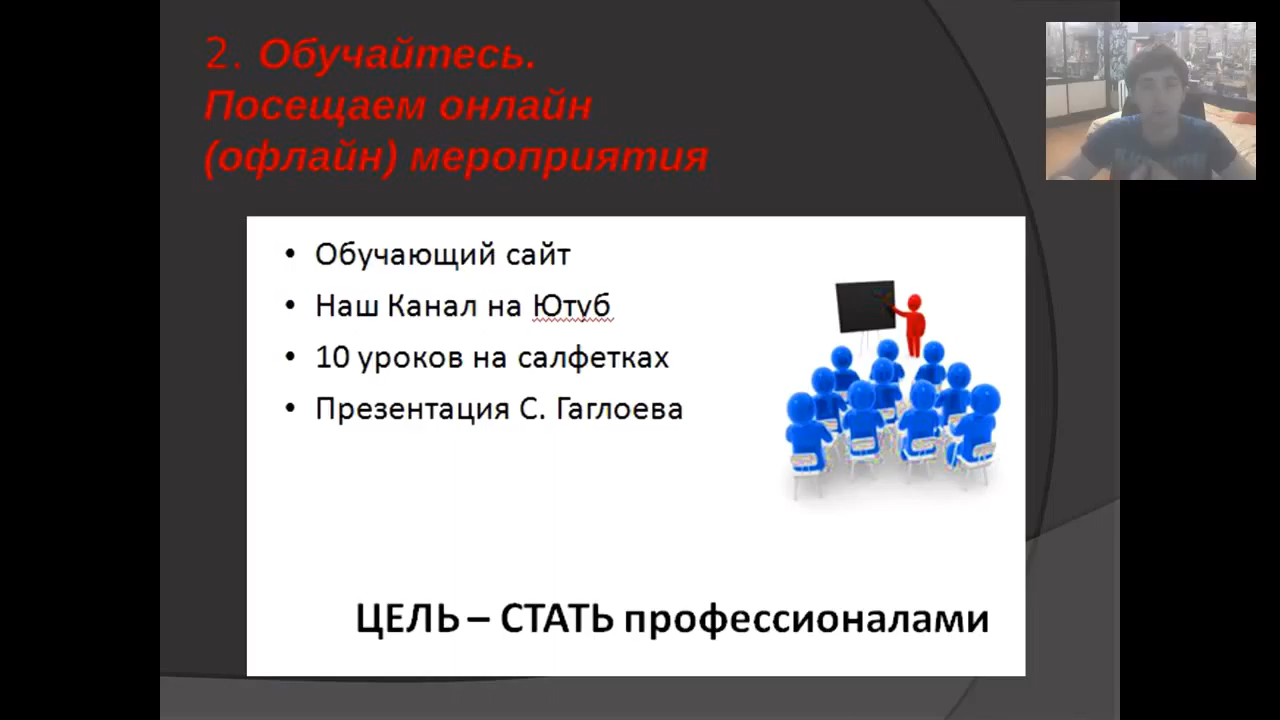 2. Обучайтесь.
Посещаем онлайн
(офлайн) мероприятия
• Обучающий сайт
• Наш Канал на Ютуб
• 10 уроков на салфетках
• Презентация С. Гаглоева
ЦЕЛЬ – СТАТЬ профессионалами